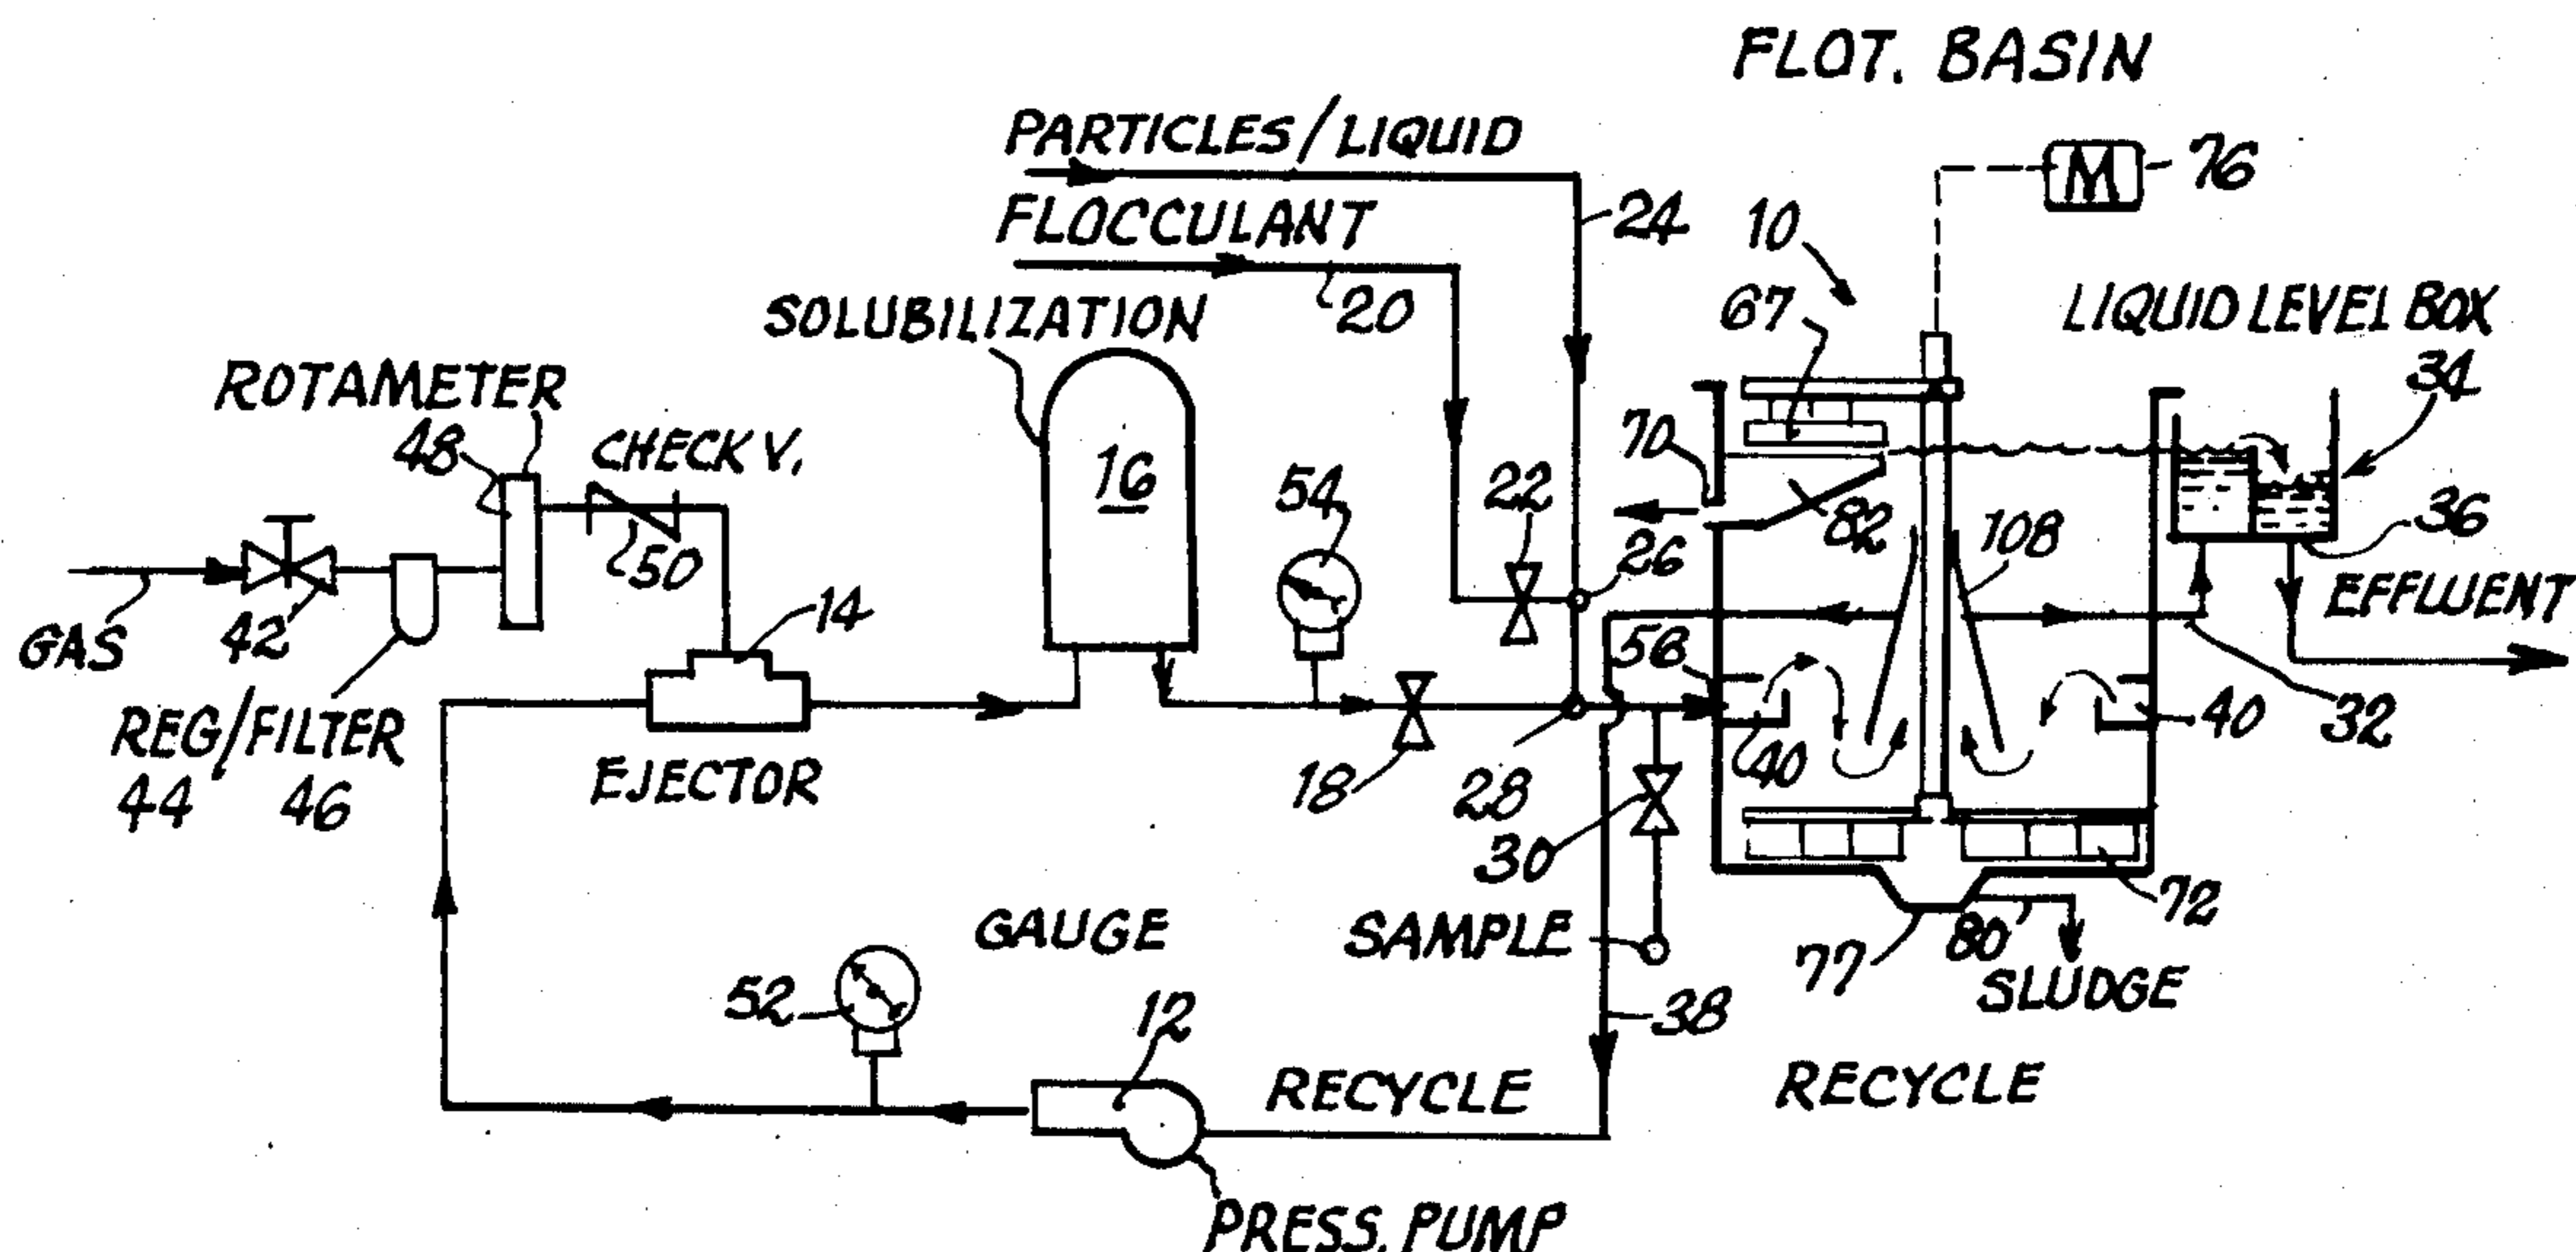 FLOT. BASIN
PARTICLES/LIQUID
M
76
FLOCCULANT
24
10
20
67
LIQUID LEVEL BOX
SOLUBILIZATION
34
ROTAMETER
48
CHECK V.
16
54
22
70
26
82
108
36
EFFLUENT
GAS
42
50
14
56
REG/FILTER
44
46
EJECTOR
18
28
40
40
32
30
72
GAUGE
SAMPLE
77
80
SLUDGE
52
12
38
RECYCLE
RECYCLE
PRESS. PUMP